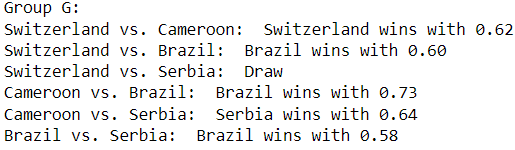 Group G:
Switzerland vs. Cameroon:  Switzerland wins with 0.62
Switzerland vs. Brazil:  Brazil wins with 0.60
Switzerland vs. Serbia:  Draw
Cameroon vs. Brazil:  Brazil wins with 0.73
Cameroon vs. Serbia:  Serbia wins with 0.64
Brazil vs. Serbia:  Brazil wins with 0.58